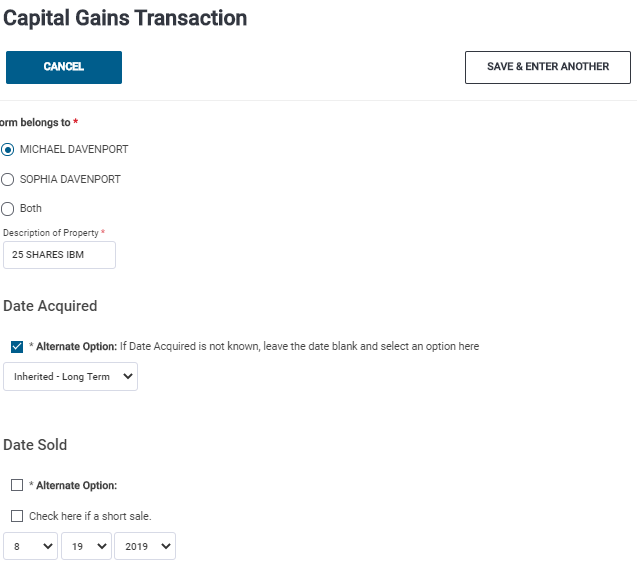 Capital Gains Transaction
CANCEL
SAVE & ENTER ANOTHER
orm belongs to *
MICHAEL DAVENPORT
SOPHIA DAVENPORT
Both
Description of Property *
25 SHARES IBM
Date Acquired
* Alternate Option: If Date Acquired is not known, leave the date blank and select an option here
Inherited - Long Term
Date Sold
* Alternate Option:
Check here if a short sale.
8 19 2019